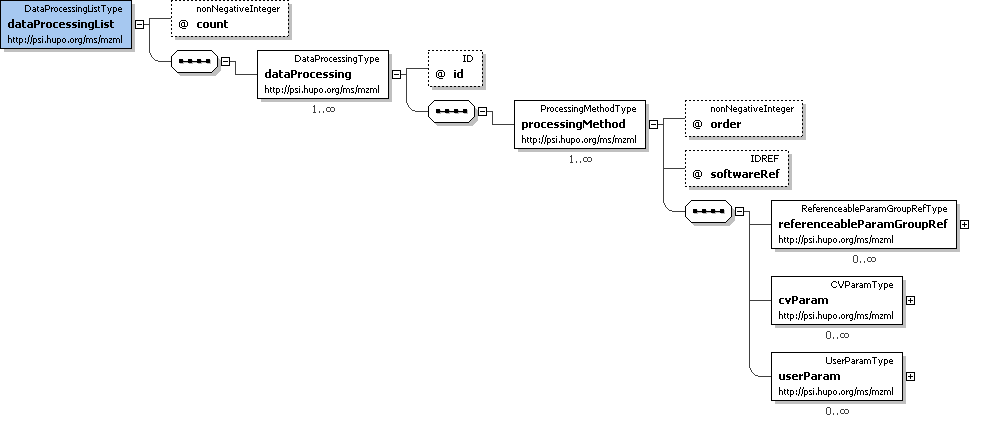 DataProcessingListType
dataProcessingList
http://psi.hupo.org/ms/mzml
nonNegativeInteger
@ count
DataProcessingType
dataProcessing
http://psi.hupo.org/ms/mzml
1..∞
ID
@ id
ProcessingMethodType
processingMethod
http://psi.hupo.org/ms/mzml
1..∞
nonNegativeInteger
@ order
IDREF
@ softwareRef
ReferenceableParamGroupRefType
referenceableParamGroupRef
http://psi.hupo.org/ms/mzml
0..∞
CVParamType
cvParam
http://psi.hupo.org/ms/mzml
0..∞
UserParamType
userParam
http://psi.hupo.org/ms/mzml
0..∞